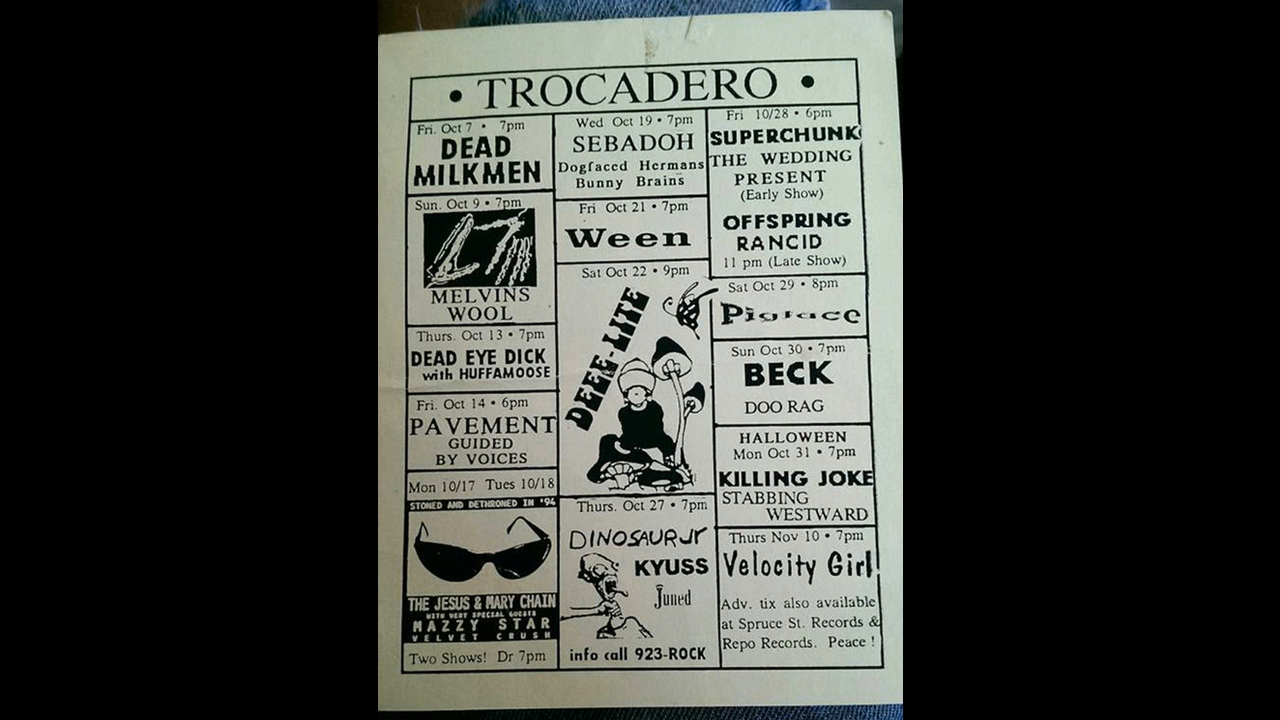 • TROCADERO •
Fri. Oct 7 • 7pm
DEAD
MILKMEN
Sun. Oct 9 • 7pm
L7
MELVINS
WOOL
Thurs. Oct 13 • 7pm
DEAD EYE DICK
with HUFFAMOOSE
Fri. Oct 14 • 6pm
PAVEMENT
GUIDED
BY VOICES
Mon 10/17 Tues 10/18
STONED AND DETHRONED IN '94
THE JESUS & MARY CHAIN
WITH VERY SPECIAL GUESTS
MAZZY STAR
VELVET CRUSH
Two Shows! Dr 7pm
Wed Oct 19 • 7pm
SEBADOH
Dogfaced Hermans
Bunny Brains
Fri Oct 21 • 7pm
Ween
Sat Oct 22 • 9pm
DEEE-LITE
Thurs. Oct 27 • 7pm
DINOSAUR Jr
KYUSS
Juned
info call 923-ROCK
Fri 10/28 • 6pm
SUPERCHUNK
THE WEDDING
PRESENT
(Early Show)
OFFSPRING
RANCID
11 pm (Late Show)
Sat Oct 29 • 8pm
Pigface
Sun Oct 30 • 7pm
BECK
DOO RAG
HALLOWEEN
Mon Oct 31 • 7pm
KILLING JOKE
STABBING
WESTWARD
Thurs Nov 10 • 7pm
Velocity Girl!
Adv. tix also available
at Spruce St. Records &
Repo Records. Peace !